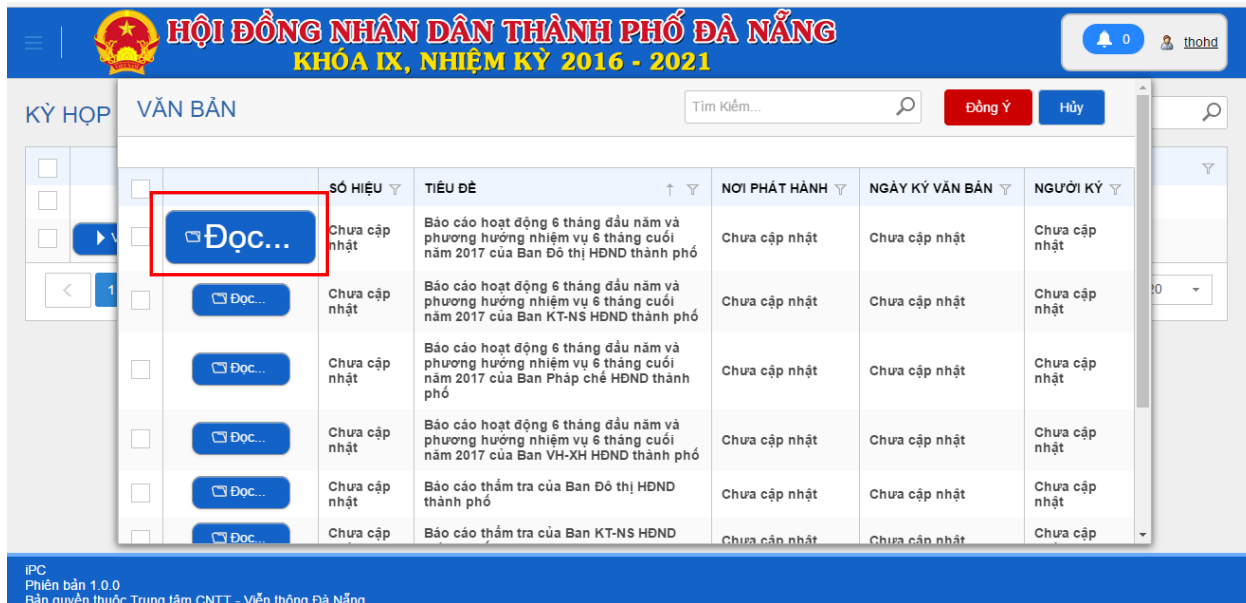 HỘI ĐỒNG NHÂN DÂN THÀNH PHỐ ĐÀ NẴNG
KHÓA IX, NHIỆM KỲ 2016 - 2021
0
thohd
KỲ HỌP
VĂN BẢN
Tìm Kiếm...
Đồng Ý
Hủy
SỐ HIỆU
TIÊU ĐỀ
NƠI PHÁT HÀNH
NGÀY KÝ VĂN BẢN
NGƯỜI KÝ
Đọc...
Chưa cập
nhật
Báo cáo hoạt động 6 tháng đầu năm và
phương hướng nhiệm vụ 6 tháng cuối
năm 2017 của Ban Đô thị HĐND thành phố
Chưa cập nhật
Chưa cập nhật
Chưa cập
nhật
Đọc...
Chưa cập
nhật
Báo cáo hoạt động 6 tháng đầu năm và
phương hướng nhiệm vụ 6 tháng cuối
năm 2017 của Ban KT-NS HĐND thành phố
Chưa cập nhật
Chưa cập nhật
Chưa cập
nhật
Đọc...
Chưa cập
nhật
Báo cáo hoạt động 6 tháng đầu năm và
phương hướng nhiệm vụ 6 tháng cuối
năm 2017 của Ban Pháp chế HĐND thành
phố
Chưa cập nhật
Chưa cập nhật
Chưa cập
nhật
Đọc...
Chưa cập
nhật
Báo cáo hoạt động 6 tháng đầu năm và
phương hướng nhiệm vụ 6 tháng cuối
năm 2017 của Ban VH-XH HĐND thành phố
Chưa cập nhật
Chưa cập nhật
Chưa cập
nhật
Đọc...
Chưa cập
nhật
Báo cáo thẩm tra của Ban Đô thị HĐND
thành phố
Chưa cập nhật
Chưa cập nhật
Chưa cập
nhật
Đọc...
Chưa cập
Báo cáo thẩm tra của Ban KT-NS HĐND
Chưa cập nhật
Chưa cập nhật
Chưa cập
1
iPC
Phiên bản 1.0.0
Bản quyền thuộc Trung tâm CNTT - Viễn thông Đà Nẵng